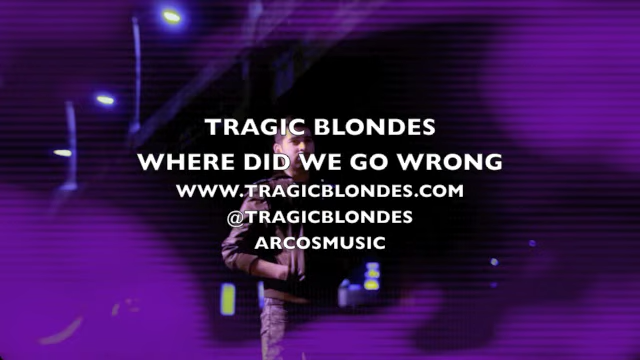 TRAGIC BLONDES
WHERE DID WE GO WRONG
WWW.TRAGICBLONDES.COM
@TRAGICBLONDES
ARCOSMUSIC